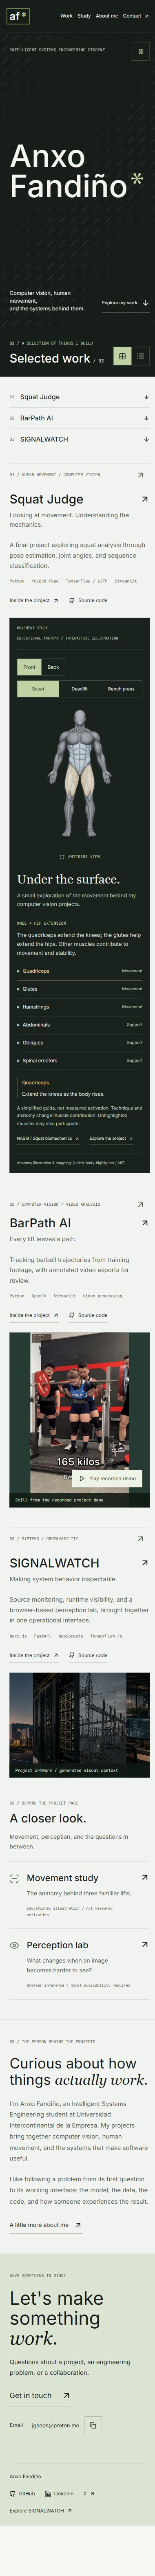 af*
Work Study About me Contact
INTELLIGENT SYSTEMS ENGINEERING STUDENT
Anxo
Fandiño*
Computer vision, human
movement,
and the systems behind them.
Explore my work
01 / A SELECTION OF THINGS I BUILD
Selected work / 03
01 Squat Judge
02 BarPath AI
03 SIGNALWATCH
01 / HUMAN MOVEMENT / COMPUTER VISION
Squat Judge
Looking at movement. Understanding the
mechanics.
A final project exploring squat analysis through
pose estimation, joint angles, and sequence
classification.
Python YOLOv8 Pose TensorFlow / LSTM Streamlit
Inside the project Source code
MOVEMENT STUDY
EDUCATIONAL ANATOMY / INTERACTIVE ILLUSTRATION
Front Back
Squat Deadlift Bench press
ANTERIOR VIEW
Under the surface.
A small exploration of the movement behind my
computer vision projects.
KNEE + HIP EXTENSION
The quadriceps extend the knees; the glutes help
extend the hips. Other muscles contribute to
movement and stability.
Quadriceps Movement
Glutes Movement
Hamstrings Movement
Abdominals Support
Obliques Support
Spinal erectors Support
Quadriceps
Extend the knees as the body rises.
A simplified guide, not measured activation. Technique and
anatomy change muscle contribution. Highlighted
muscles may also participate.
NASM / Squat biomechanics Explore the project
Anatomy illustration & mapping: js-rich-body-highlighter / MIT
02 / COMPUTER VISION / VIDEO ANALYSIS
BarPath AI
Every lift leaves a path.
Tracking barbell trajectories from training
footage, with annotated video exports for
review.
Python OpenCV Streamlit Video processing
Inside the project Source code
165 kilos
Play recorded demo
Still from the recorded project demo
03 / SYSTEMS / OBSERVABILITY
SIGNALWATCH
Making system behavior inspectable.
Source monitoring, runtime visibility, and a
browser-based perception lab, brought together
in one operational interface.
Next.js FastAPI WebSockets TensorFlow.js
Inside the project Source code
Project artwork / generated visual context
02 / BEYOND THE PROJECT PAGE
A closer look.
Movement, perception, and the questions in
between.
Movement study
The anatomy behind three familiar lifts.
Educational illustration / not measured
activation
Perception lab
What changes when an image
becomes harder to see?
Browser inference / model availability required
03 / THE PERSON BEHIND THE PROJECTS
Curious about how
things actually work.
I'm Anxo Fandiño, an Intelligent Systems
Engineering student at Universidad
Intercontinental de la Empresa. My projects
bring together computer vision, human
movement, and the systems that make software
useful.
I like following a problem from its first question
to its working interface: the model, the data, the
code, and how someone experiences the result.
A little more about me
HAVE SOMETHING IN MIND?
Let's make
something
work.
Questions about a project, an engineering
problem, or a collaboration.
Get in touch
Email jgsops@proton.me
Anxo Fandiño
GitHub LinkedIn X
Explore SIGNALWATCH